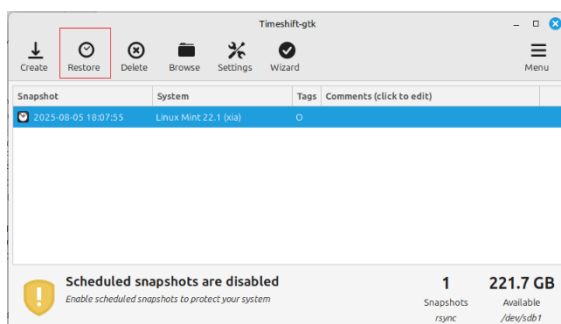 Timeshift-gtk
Create Restore Delete Browse Settings Wizard Menu
Snapshot System Tags Comments (click to edit)
2025-08-05 18:07:55 Linux Mint 22.1 (xia) O
Scheduled snapshots are disabled
Enable scheduled snapshots to protect your system
1 221.7 GB
Snapshots Available
rsync /dev/sdb1